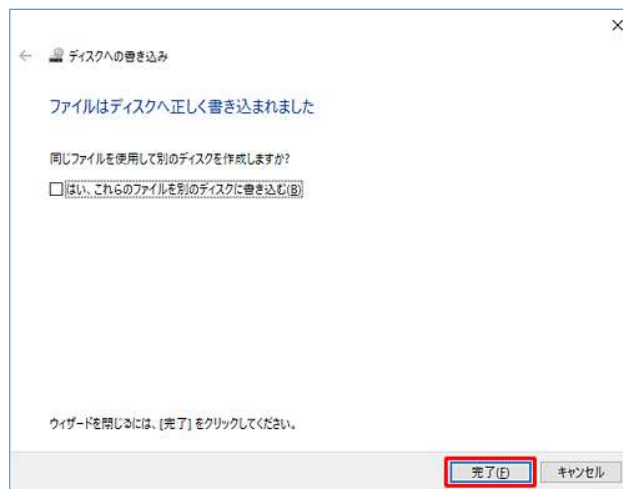 ディスクへの書き込み
ファイルはディスクへ正しく書き込まれました
同じファイルを使用して別のディスクを作成しますか?
はい、これらのファイルを別のディスクに書き込む(B)
ウィザードを閉じるには、[完了] をクリックしてください。
完了(F) キャンセル